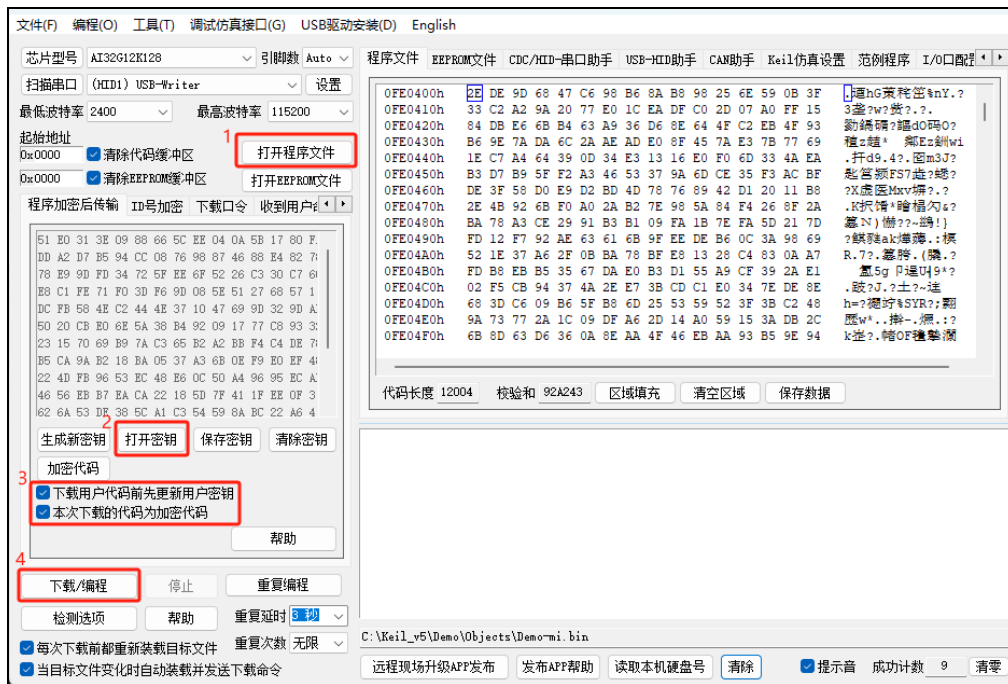 文件(F) 编程(O) 工具(T) 调试仿真接口(G) USB驱动安装(D) English
芯片型号 AI32G12K128 引脚数 Auto
扫描串口 (HID1) USB-Writer 设置
最低波特率 2400 最高波特率 115200
起始地址
0x0000 清除代码缓冲区 1 打开程序文件
0x0000 清除EEPROM缓冲区 打开EEPROM文件
程序加密后传输 ID号加密 下载口令 收到用户
51 E0 31 3E 09 88 66 5C EE 04 0A 5B 17 80 F.
DD A2 D7 B5 94 CC 08 76 98 87 46 88 E4 82
78 E9 9D FD 34 72 5F EE 6F 52 26 C3 30 C7
E8 C1 FE 71 F0 3D F6 9D 08 5E 51 27 68 57 1
DC FB 58 4E C2 44 4E 37 10 47 69 9D 32 9D
50 20 CB E0 6E 5A 38 B4 92 09 17 77 C8 93
23 15 70 69 B9 7A C3 65 B2 A2 BB F4 C4 DE
B5 CA 9A B2 18 BA 05 37 A3 6B 0E F9 E0 EF
22 4D FB 96 53 EC 48 E6 0C 50 A4 96 95 EC
46 56 EB B7 EA CA 22 18 5D 7F 41 1F EE 0F 3
62 6A 53 DE 38 5C A1 C3 54 59 8A BC 22 A6 4
2
生成新密钥 打开密钥 保存密钥 清除密钥
加密代码
3
下载用户代码前先更新用户密钥
本次下载的代码为加密代码
帮助
4
下载/编程 停止 重复编程
检测选项 帮助 重复延时 3 秒
每次下载前都重新装载目标文件 重复次数 无限
当目标文件变化时自动装载并发送下载命令
程序文件 EEPROM文件 CDC/HID-串口助手 USB-HID助手 CAN助手 Keil仿真设置 范例程序 I/O口配置
0FE0400h 2E DE 9D 68 47 C6 98 B6 8A B8 98 25 6E 59 0B 3F
0FE0410h 33 C2 A2 9A 20 77 E0 1C EA DF C0 2D 07 A0 FF 15
0FE0420h 84 DB E6 6B B4 63 A9 36 D6 8E 64 4F C2 EB 4F 93
0FE0430h B6 9E 7A DA 6C 2A AE AD E0 8F 45 7A E3 7B 77 69
0FE0440h 1E C7 A4 64 39 0D 34 E3 13 16 E0 F0 6D 33 4A EA
0FE0450h B3 D7 B9 5F F2 A3 46 53 37 9A 6D CE 35 F3 AC BF
0FE0460h DE 3F 58 D0 E9 D2 BD 4D 78 76 89 42 D1 20 11 B8
0FE0470h 2E 4B 92 6B F0 A0 2A B2 7E 98 5A 84 F4 26 8F 2A
0FE0480h BA 78 A3 CE 29 91 B3 B1 09 FA 1B 7E FA 5D 21 7D
0FE0490h FD 12 F7 92 AE 63 61 6B 9F EE DE B6 0C 3A 98 69
0FE04A0h 52 1E 37 A6 2F 0B BA 78 BF E8 13 28 C4 83 0A A7
0FE04B0h FD B8 EB B5 35 67 DA E0 B3 D1 55 A9 CF 39 2A E1
0FE04C0h 02 F5 CB 94 37 4A 2E E7 3B CD C1 E0 34 7E DE 8E
0FE04D0h 68 3D C6 09 B6 5F B8 6D 25 53 59 52 3F 3B C2 48
0FE04E0h 9A 73 77 2A 1C 09 DF A6 2D 14 A0 59 15 3A DB 2C
0FE04F0h 6B 8D 63 D6 36 0A 8E AA 4F 46 EB AA 93 B5 9E 94
代码长度 12004 校验和 92A243 区域填充 清空区域 保存数据
C:\Keil_v5\Demo\Objects\Demo-mi.bin
远程现场升级APP发布 发布APP帮助 读取本机硬盘号 清除 提示音 成功计数 9 清零